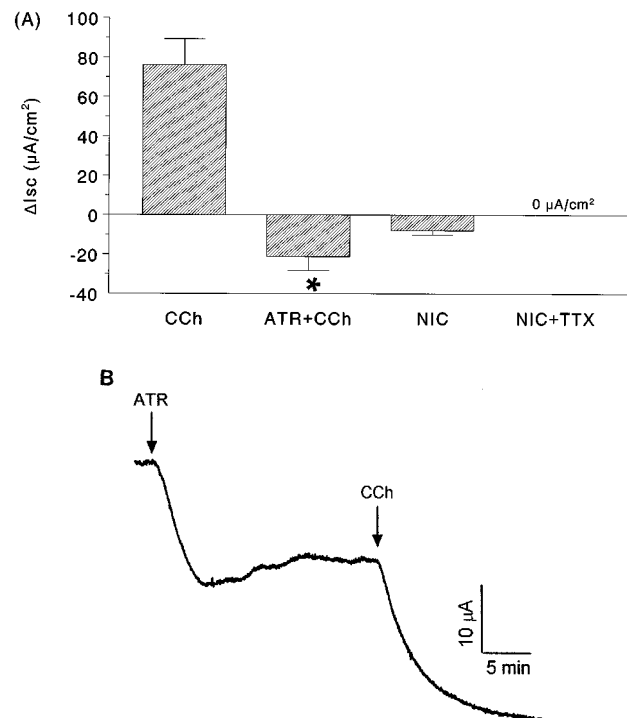 (A)
ΔIsc (µA/cm²)
100
80
60
40
20
0
-20
-40
0 µA/cm²
*
CCh
ATR+CCh
NIC
NIC+TTX
B
ATR
CCh
10 µA
5 min